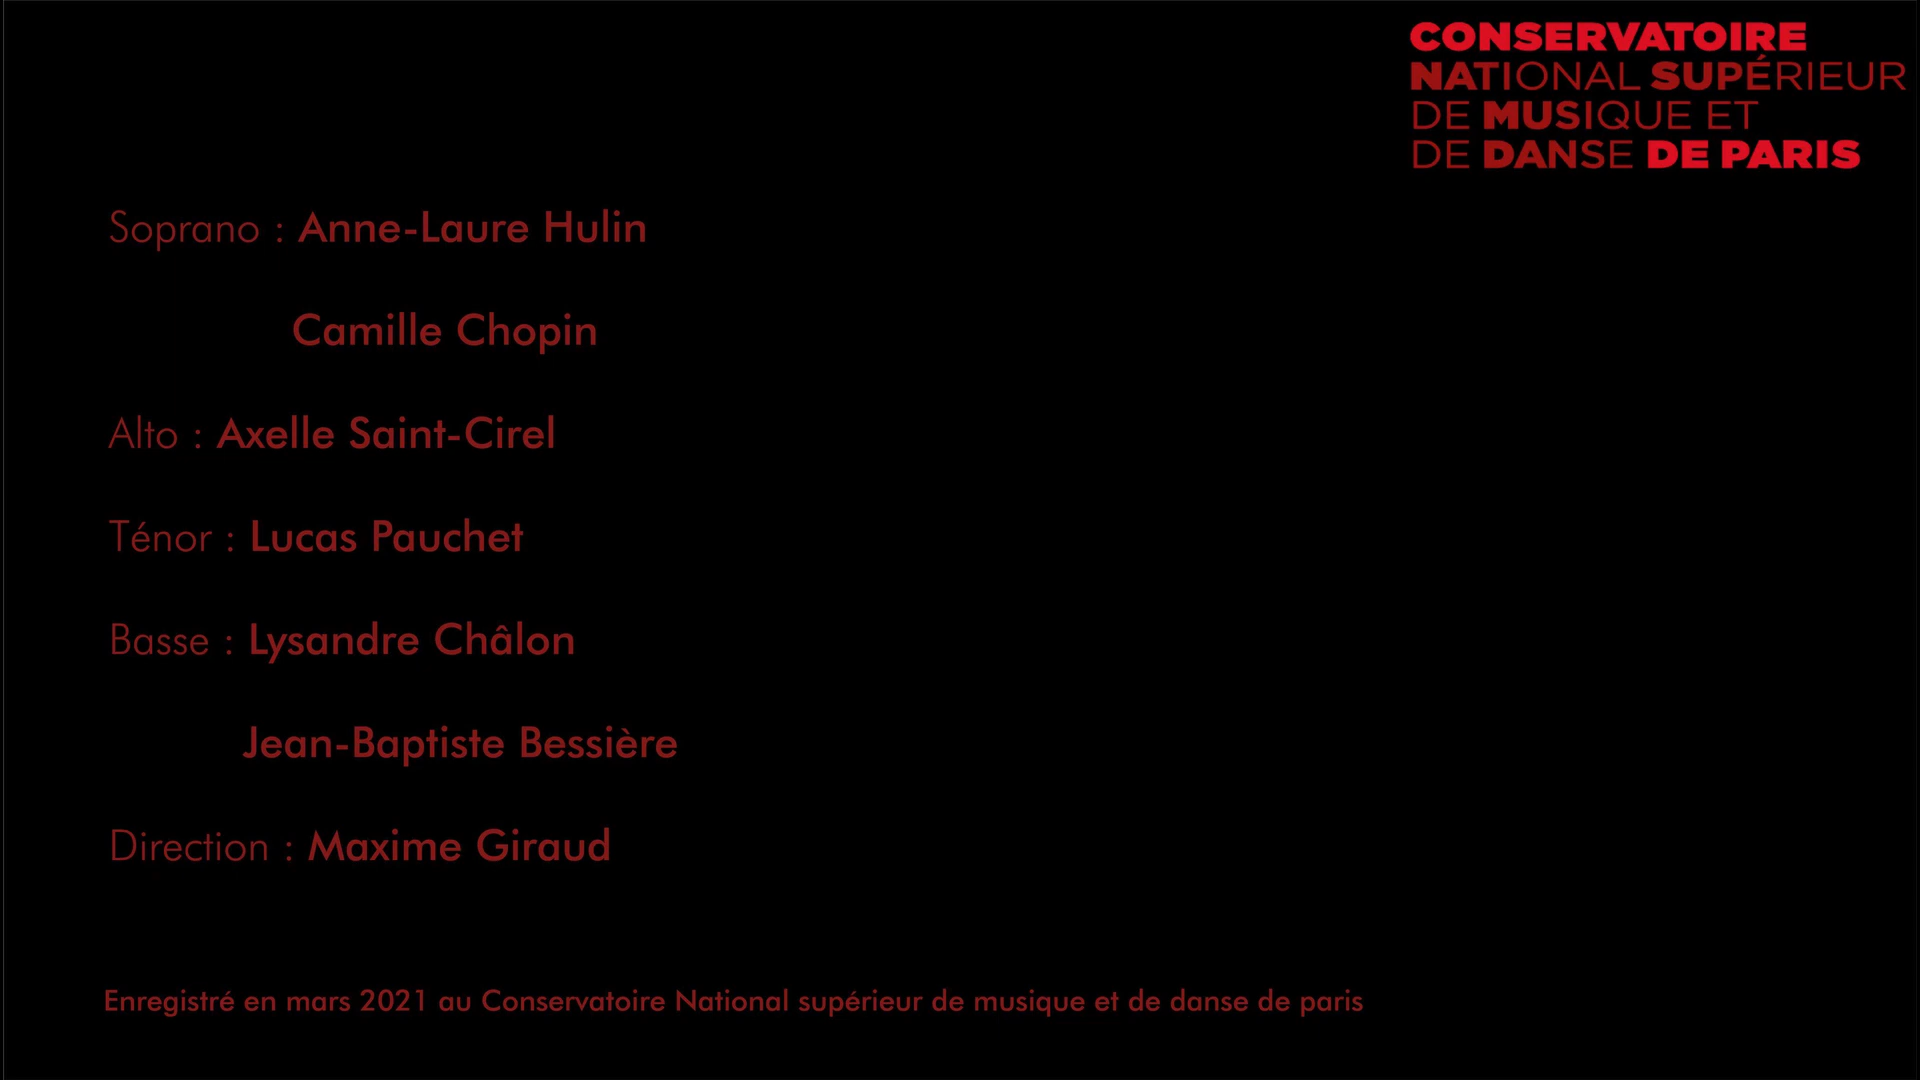 CONSERVATOIRE
NATIONAL SUPÉRIEUR
DE MUSIQUE ET
DE DANSE DE PARIS
Soprano : Anne-Laure Hulin
Camille Chopin
Alto : Axelle Saint-Cirel
Ténor : Lucas Pauchet
Basse : Lysandre Châlon
Jean-Baptiste Bessière
Direction : Maxime Giraud
Enregistré en mars 2021 au Conservatoire National supérieur de musique et de danse de paris